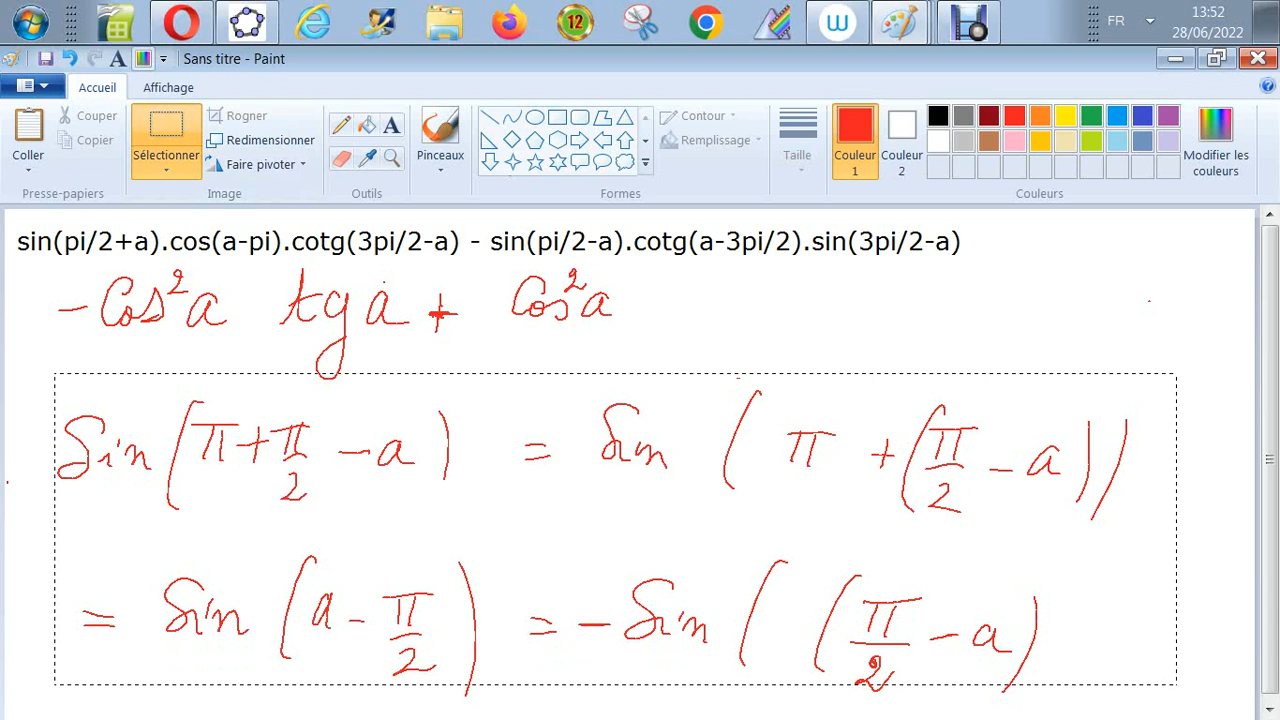 FR
13:52
28/06/2022
12
W
Sans titre - Paint
Accueil
Affichage
Coller
Couper
Copier
Presse-papiers
Sélectionner
Rogner
Redimensionner
Faire pivoter
Image
A
Outils
Pinceaux
Contour
Remplissage
Formes
Taille
Couleur 1
Couleur 2
Modifier les couleurs
Couleurs
sin(pi/2+a).cos(a-pi).cotg(3pi/2-a) - sin(pi/2-a).cotg(a-3pi/2).sin(3pi/2-a)
- Cos²a tg a + Cos²a
Sin(π+π/2 -a) = Sin (π +(π/2 -a))
= Sin (a - π/2) = - Sin ( (π/2 -a)